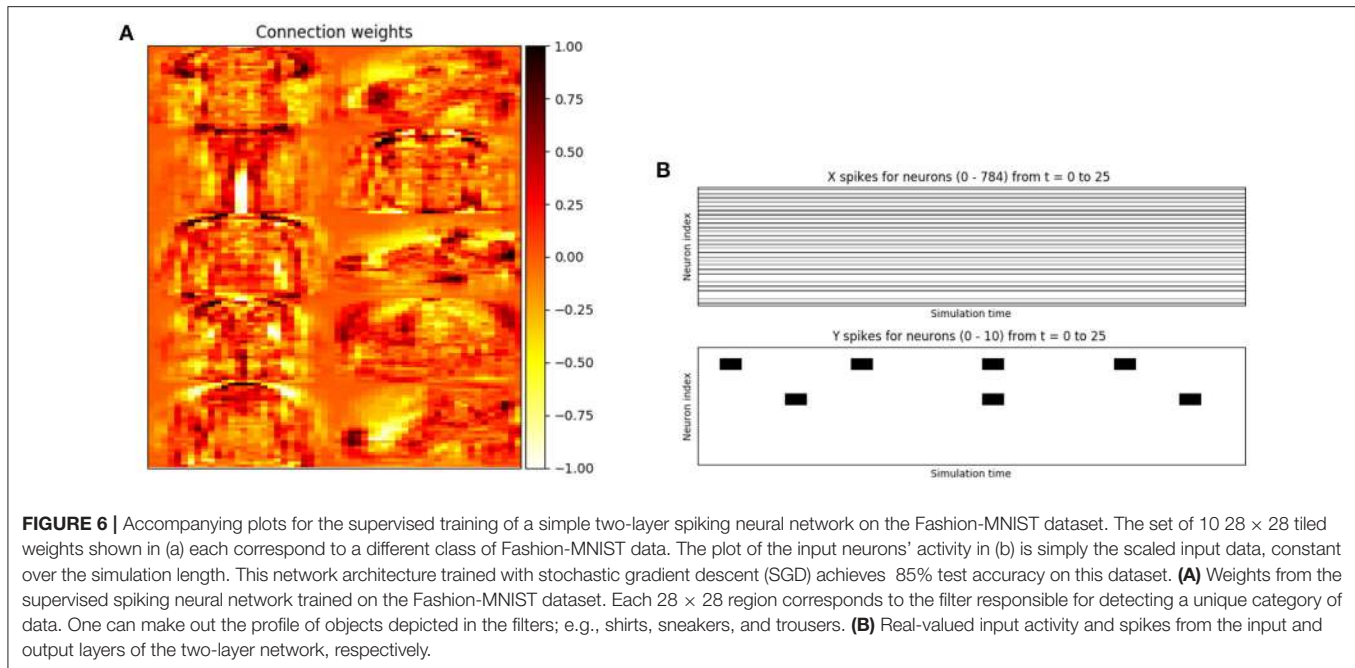 A
Connection weights
1.00
0.75
0.50
0.25
0.00
−0.25
−0.50
−0.75
−1.00
B
X spikes for neurons (0 - 784) from t = 0 to 25
Neuron index
Simulation time
Y spikes for neurons (0 - 10) from t = 0 to 25
Neuron index
Simulation time
FIGURE 6 | Accompanying plots for the supervised training of a simple two-layer spiking neural network on the Fashion-MNIST dataset. The set of 10 28 × 28 tiled
weights shown in (a) each correspond to a different class of Fashion-MNIST data. The plot of the input neurons' activity in (b) is simply the scaled input data, constant
over the simulation length. This network architecture trained with stochastic gradient descent (SGD) achieves 85% test accuracy on this dataset. (A) Weights from the
supervised spiking neural network trained on the Fashion-MNIST dataset. Each 28 × 28 region corresponds to the filter responsible for detecting a unique category of
data. One can make out the profile of objects depicted in the filters; e.g., shirts, sneakers, and trousers. (B) Real-valued input activity and spikes from the input and
output layers of the two-layer network, respectively.